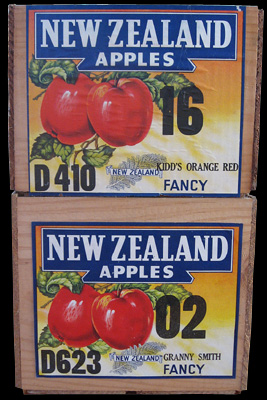 NEW ZEALAND
APPLES
16
D 410
NEW ZEALAND
KIDD'S ORANGE RED
FANCY
NEW ZEALAND
APPLES
02
D623
NEW ZEALAND
GRANNY SMITH
FANCY